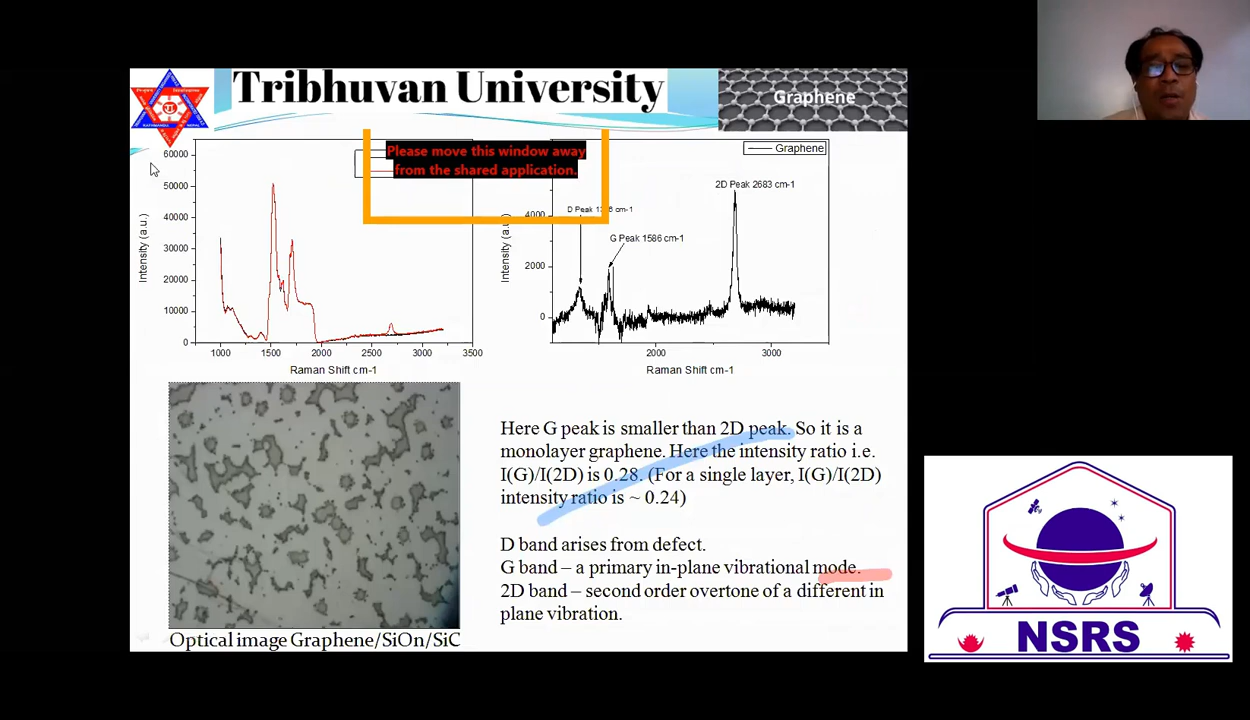 Tribhuvan University
Graphene
Please move this window away
from the shared application.
60000
50000
40000
30000
20000
10000
0
Intensity (a.u.)
1000
1500
2000
2500
3000
3500
Raman Shift cm-1
Graphene
2D Peak 2683 cm-1
D Peak
cm-1
G Peak 1586 cm-1
4000
2000
0
Intensity (a.u.)
2000
3000
Raman Shift cm-1
Here G peak is smaller than 2D peak. So it is a
monolayer graphene. Here the intensity ratio i.e.
I(G)/I(2D) is 0.28. (For a single layer, I(G)/I(2D)
intensity ratio is ~ 0.24)
D band arises from defect.
G band – a primary in-plane vibrational mode.
2D band – second order overtone of a different in
plane vibration.
Optical image Graphene/SiOn/SiC
NSRS